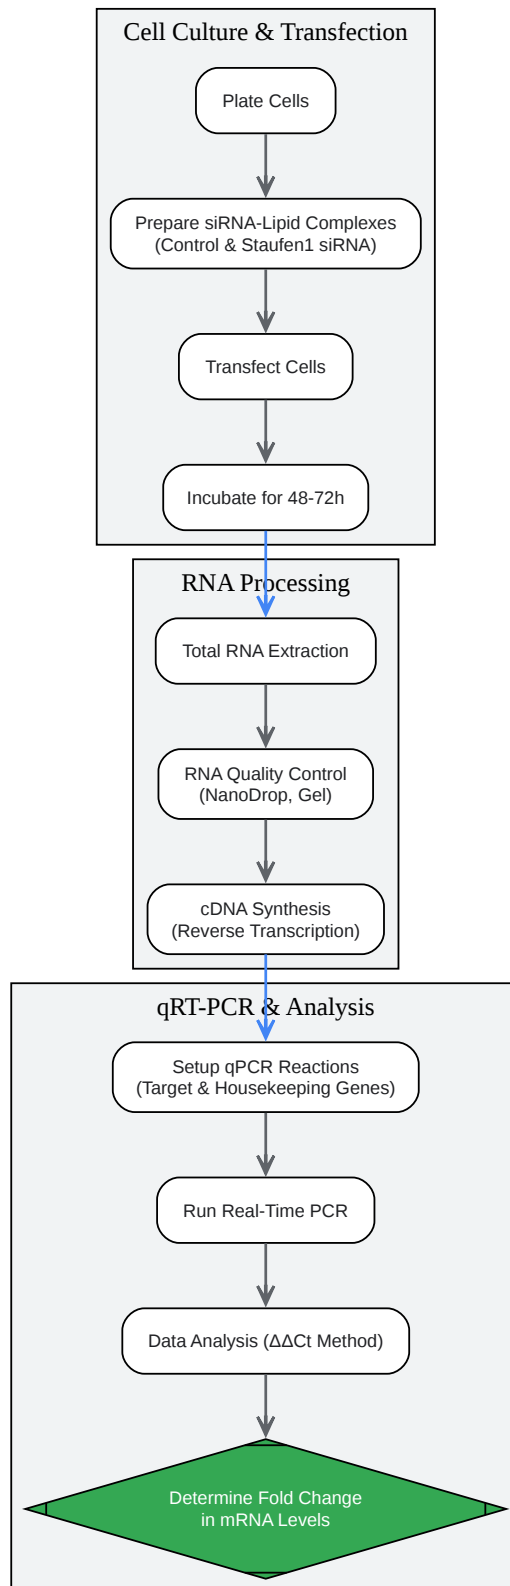 Cell Culture & Transfection
Plate Cells
Prepare siRNA-Lipid Complexes
(Control & Staufen1 siRNA)
Transfect Cells
Incubate for 48-72h
RNA Processing
Total RNA Extraction
RNA Quality Control
(NanoDrop, Gel)
cDNA Synthesis
(Reverse Transcription)
qRT-PCR & Analysis
Setup qPCR Reactions
(Target & Housekeeping Genes)
Run Real-Time PCR
Data Analysis (ΔΔCt Method)
Determine Fold Change
in mRNA Levels